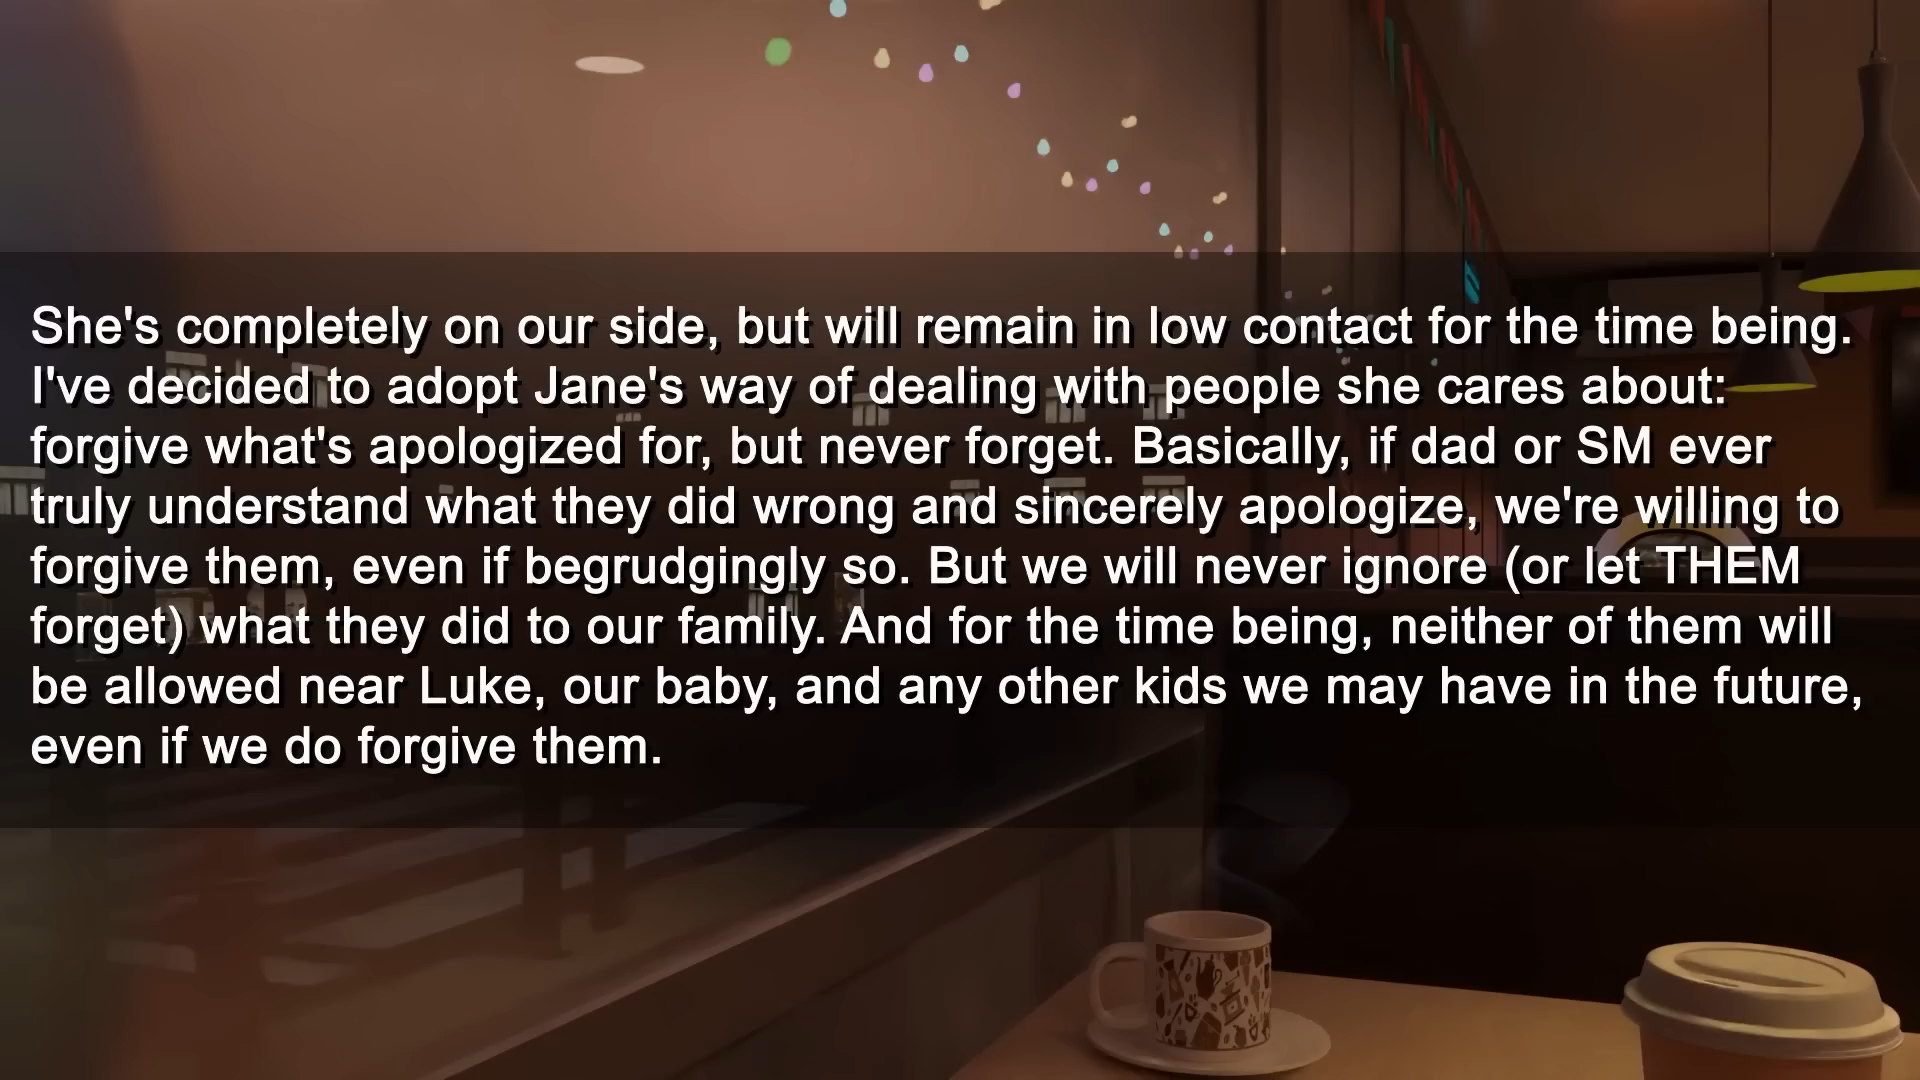 She's completely on our side, but will remain in low contact for the time being.
I've decided to adopt Jane's way of dealing with people she cares about:
forgive what's apologized for, but never forget. Basically, if dad or SM ever
truly understand what they did wrong and sincerely apologize, we're willing to
forgive them, even if begrudgingly so. But we will never ignore (or let THEM
forget) what they did to our family. And for the time being, neither of them will
be allowed near Luke, our baby, and any other kids we may have in the future,
even if we do forgive them.